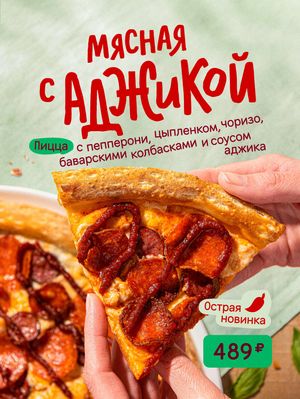 МЯСНАЯ
С АДЖИКОЙ
Пицца с пепперони, цыпленком, чоризо,
баварскими колбасками и соусом
аджика
Острая
новинка
489 ₽